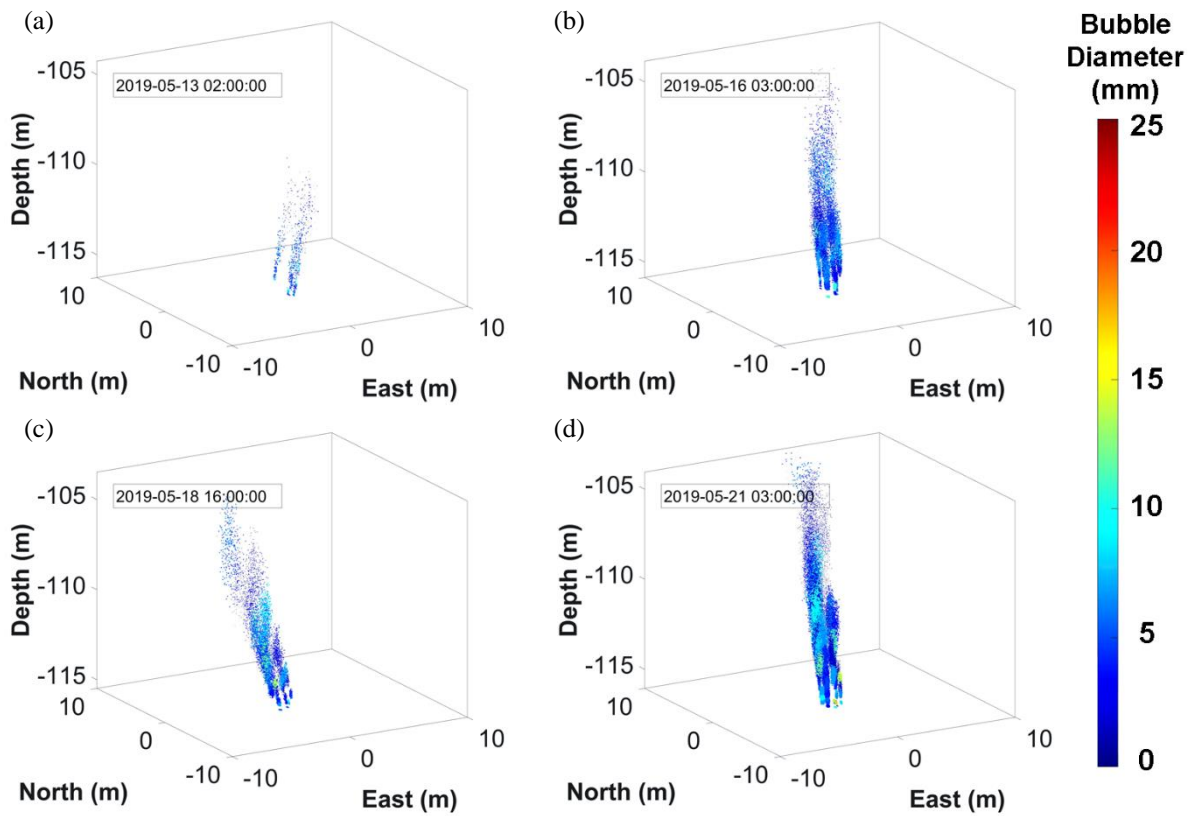 (a)
-105
2019-05-13 02:00:00
Depth (m)
-110
-115
10
0
-10
-10
0
10
North (m)
East (m)
(b)
-105
2019-05-16 03:00:00
Depth (m)
-110
-115
10
0
-10
-10
0
10
North (m)
East (m)
(c)
-105
2019-05-18 16:00:00
Depth (m)
-110
-115
10
0
-10
-10
0
10
North (m)
East (m)
(d)
-105
2019-05-21 03:00:00
Depth (m)
-110
-115
10
0
-10
-10
0
10
North (m)
East (m)
Bubble
Diameter
(mm)
25
20
15
10
5
0